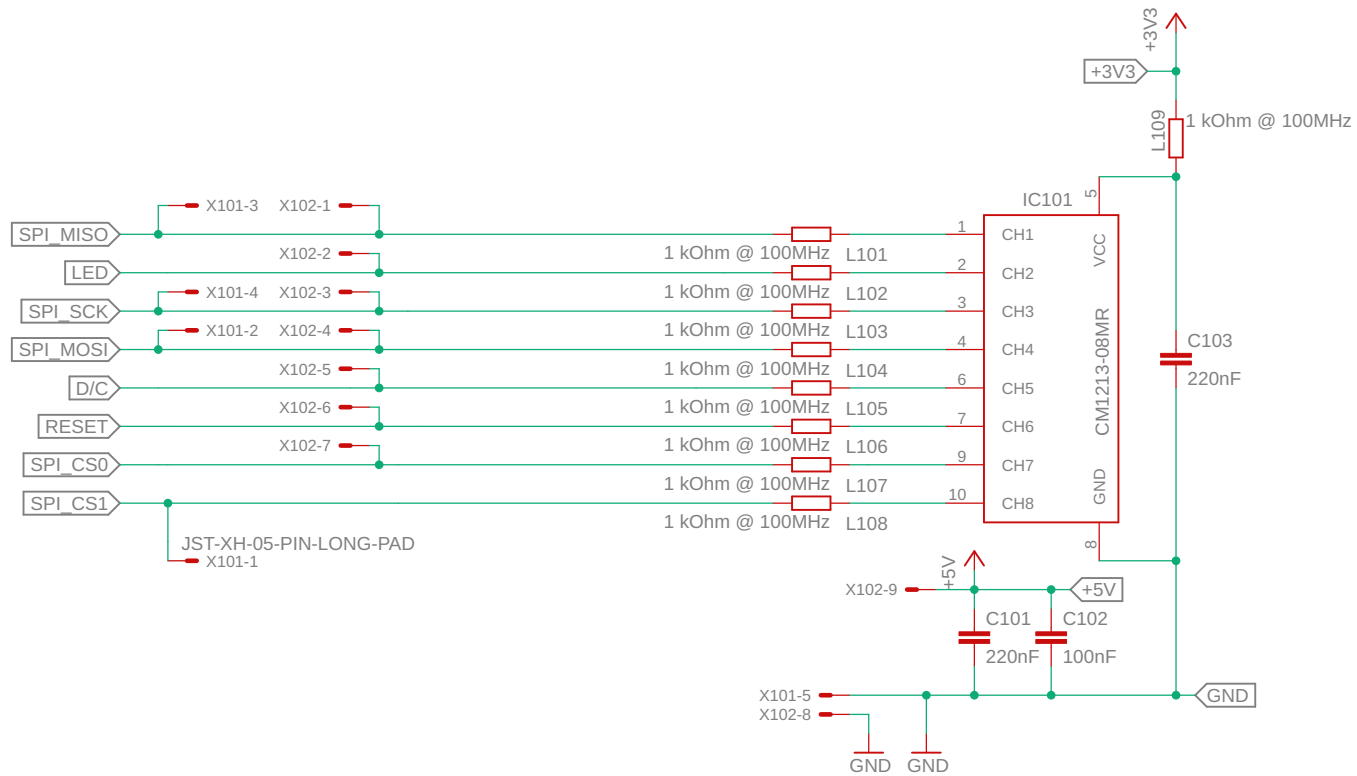 +3V3
+3V3
L109
1 kOhm @ 100MHz
IC101
5
X101-3 X102-1
SPI_MISO
1 CH1
VCC
1 kOhm @ 100MHz L101
X102-2
LED
2 CH2
1 kOhm @ 100MHz L102
X101-4 X102-3
SPI_SCK
3 CH3
1 kOhm @ 100MHz L103
X101-2 X102-4
SPI_MOSI
4 CH4
1 kOhm @ 100MHz L104
CM1213-08MR
C103
220nF
X102-5
D/C
6 CH5
1 kOhm @ 100MHz L105
X102-6
RESET
7 CH6
1 kOhm @ 100MHz L106
X102-7
SPI_CS0
9 CH7
1 kOhm @ 100MHz L107
GND
SPI_CS1
10 CH8
1 kOhm @ 100MHz L108
8
JST-XH-05-PIN-LONG-PAD
X101-1
+5V
X102-9
+5V
C101 C102
220nF 100nF
X101-5
GND
X102-8
GND GND